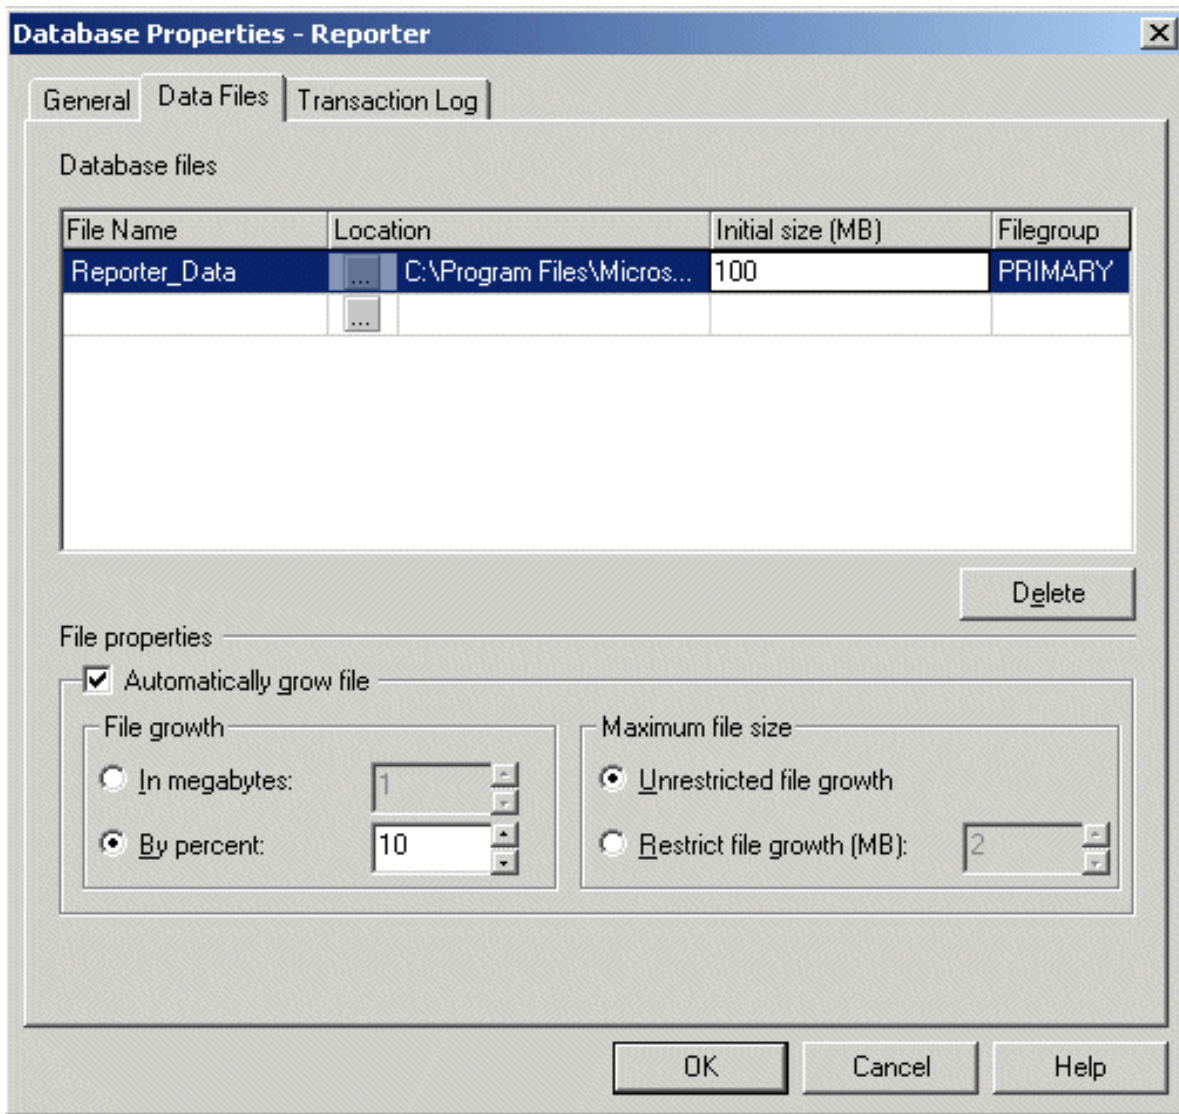 Database Properties - Reporter
General Data Files Transaction Log
Database files
File Name Location Initial size (MB) Filegroup
Reporter_Data ... C:\Program Files\Micros... 100 PRIMARY
...
Delete
File properties
Automatically grow file
File growth Maximum file size
In megabytes: 1 Unrestricted file growth
By percent: 10 Restrict file growth (MB): 2
OK Cancel Help